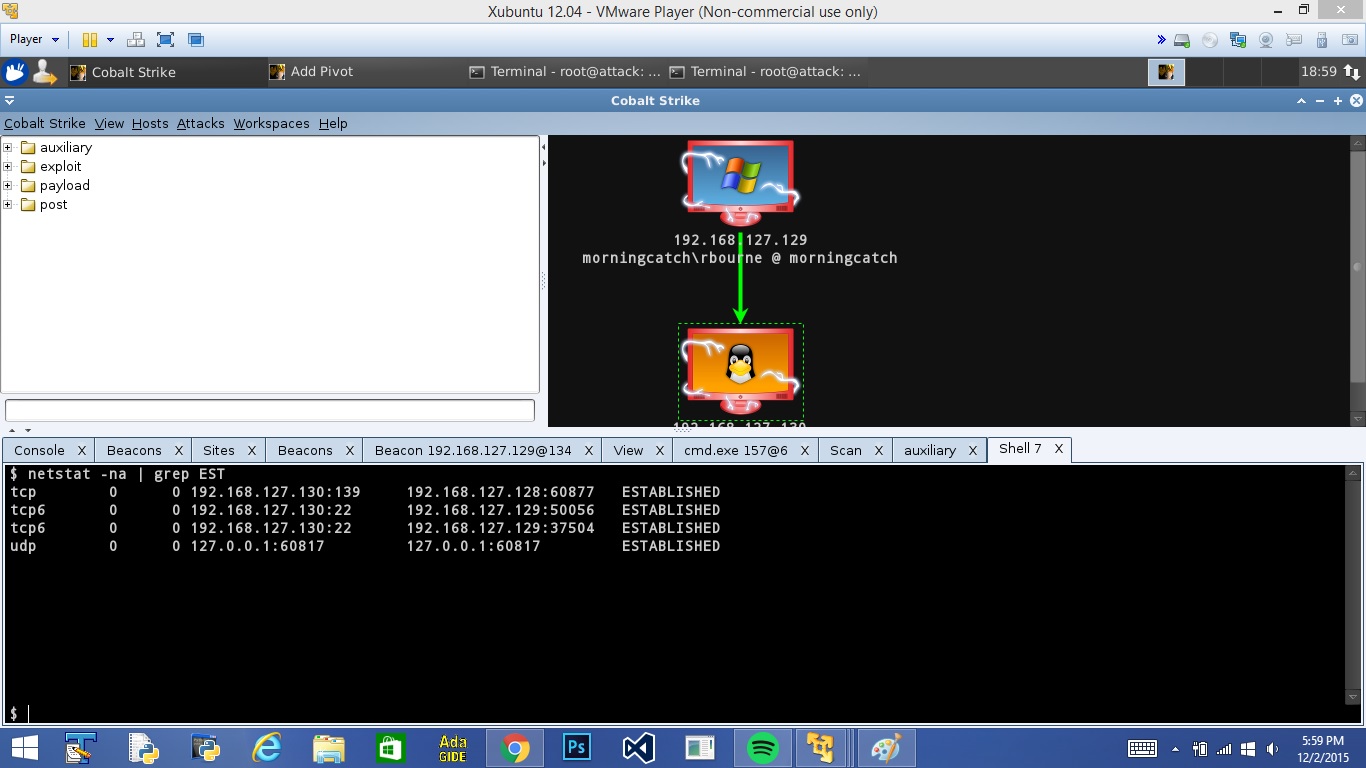 Xubuntu 12.04 - VMware Player (Non-commercial use only)
Player
Cobalt Strike
Add Pivot
Terminal - root@attack: ...
Terminal - root@attack: ...
18:59
Cobalt Strike
Cobalt Strike View Hosts Attacks Workspaces Help
auxiliary
exploit
payload
post
192.168.127.129
morningcatch\rbourne @ morningcatch
192.168.127.130
Console X
Beacons X
Sites X
Beacons X
Beacon 192.168.127.129@134 X
View X
cmd.exe 157@6 X
Scan X
auxiliary X
Shell 7 X
$ netstat -na | grep EST
tcp 0 0 192.168.127.130:139 192.168.127.128:60877 ESTABLISHED
tcp6 0 0 192.168.127.130:22 192.168.127.129:50056 ESTABLISHED
tcp6 0 0 192.168.127.130:22 192.168.127.129:37504 ESTABLISHED
udp 0 0 127.0.0.1:60817 127.0.0.1:60817 ESTABLISHED
$
Ada
GIDE
Ps
5:59 PM
12/2/2015